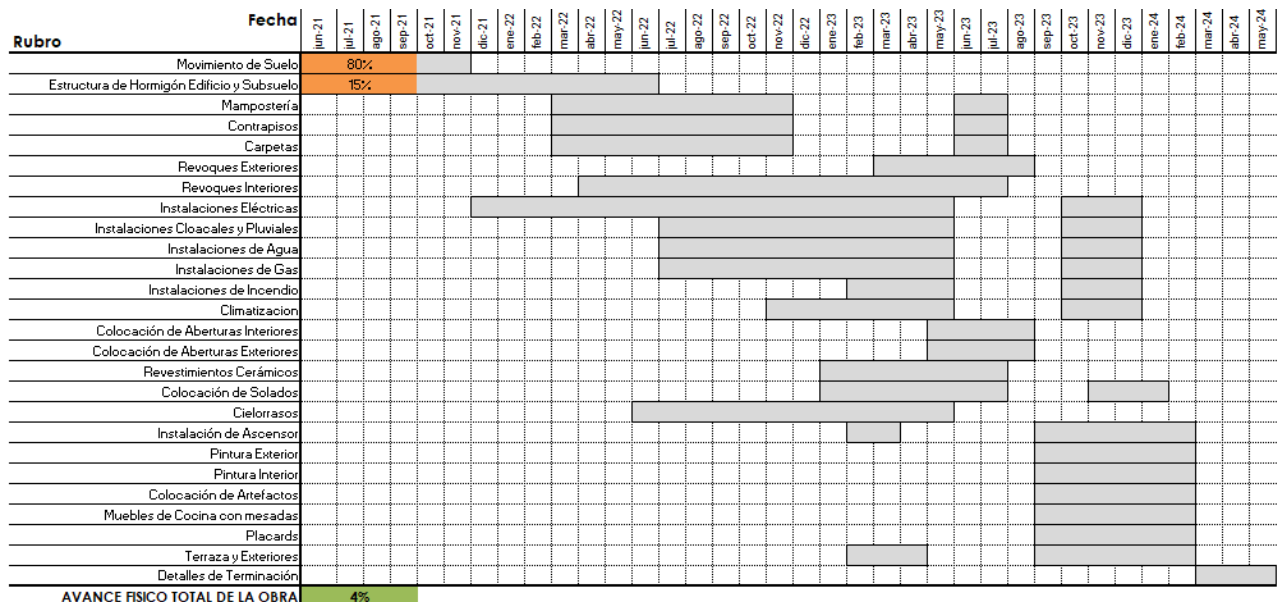 Fecha
Rubro
jun-21 jul-21 ago-21 sep-21 oct-21 nov-21 dic-21 ene-22 feb-22 mar-22 abr-22 may-22 jun-22 jul-22 ago-22 sep-22 oct-22 nov-22 dic-22 ene-23 feb-23 mar-23 abr-23 may-23 jun-23 jul-23 ago-23 sep-23 oct-23 nov-23 dic-23 ene-24 feb-24 mar-24 abr-24 may-24
Movimiento de Suelo 80%
Estructura de Hormigón Edificio y Subsuelo 15%
Mampostería
Contrapisos
Carpetas
Revoques Exteriores
Revoques Interiores
Instalaciones Eléctricas
Instalaciones Cloacales y Pluviales
Instalaciones de Agua
Instalaciones de Gas
Instalaciones de Incendio
Climatizacion
Colocación de Aberturas Interiores
Colocación de Aberturas Exteriores
Revestimientos Cerámicos
Colocación de Solados
Cielorrasos
Instalación de Ascensor
Pintura Exterior
Pintura Interior
Colocación de Artefactos
Muebles de Cocina con mesadas
Placards
Terraza y Exteriores
Detalles de Terminación
AVANCE FISICO TOTAL DE LA OBRA 4%